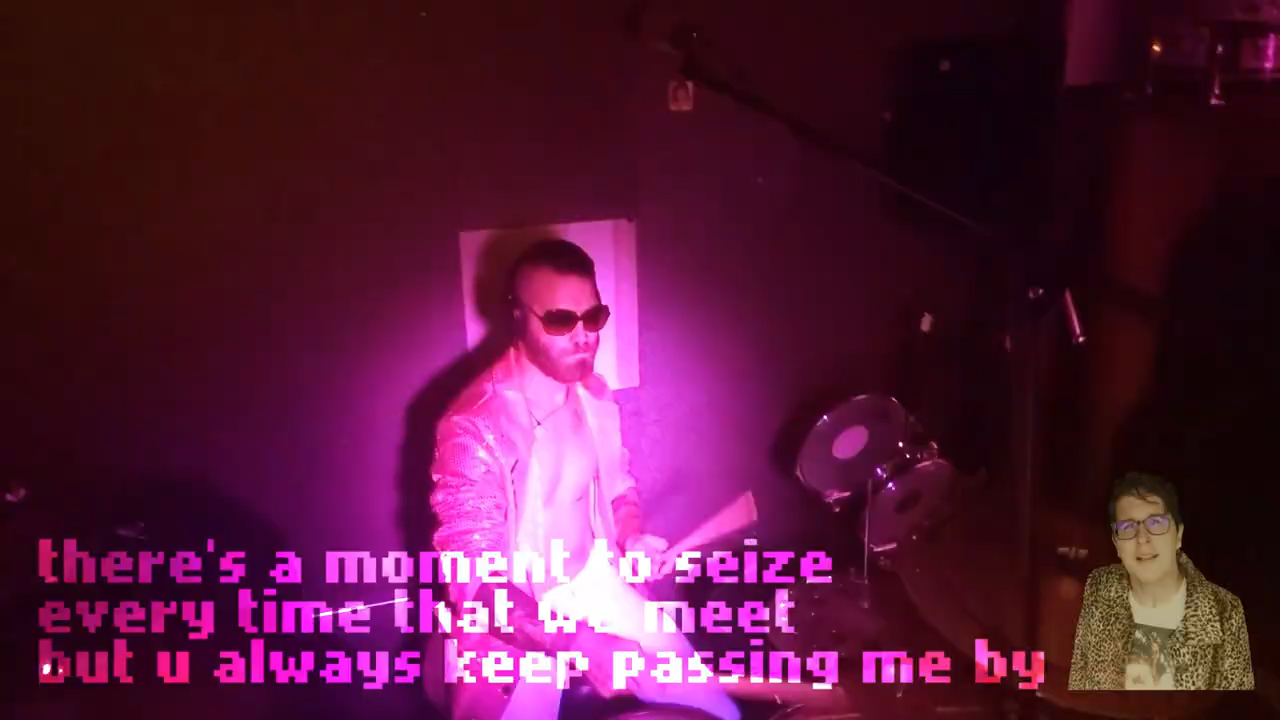 there's a moment to seize
every time that we meet
but u always keep passing me by